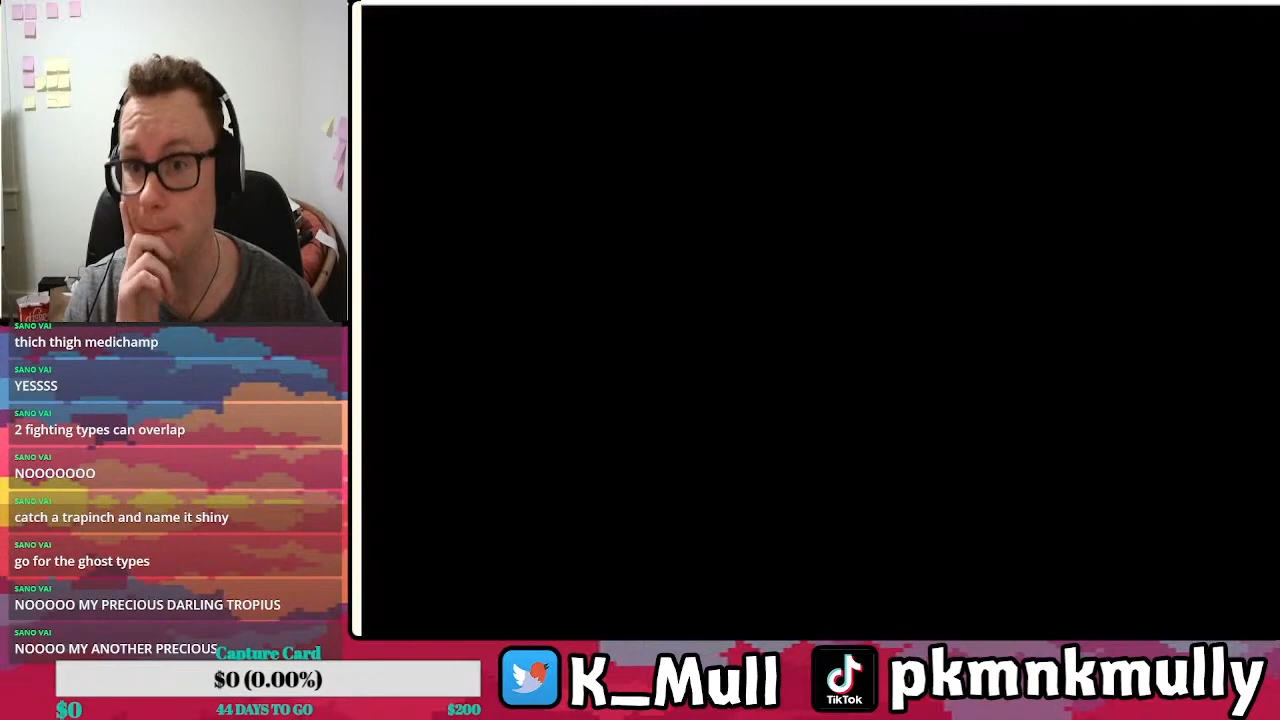 SANO VAI
thich thigh medichamp
SANO VAI
YESSSS
SANO VAI
2 fighting types can overlap
SANO VAI
NOOOOOOO
SANO VAI
catch a trapinch and name it shiny
SANO VAI
go for the ghost types
SANO VAI
NOOOOO MY PRECIOUS DARLING TROPIUS
SANO VAI
NOOOO MY ANOTHER PRECIOUS
Capture Card
$0 (0.00%)
$0
44 DAYS TO GO
$200
K_Mull
TikTok
pkmnkmully